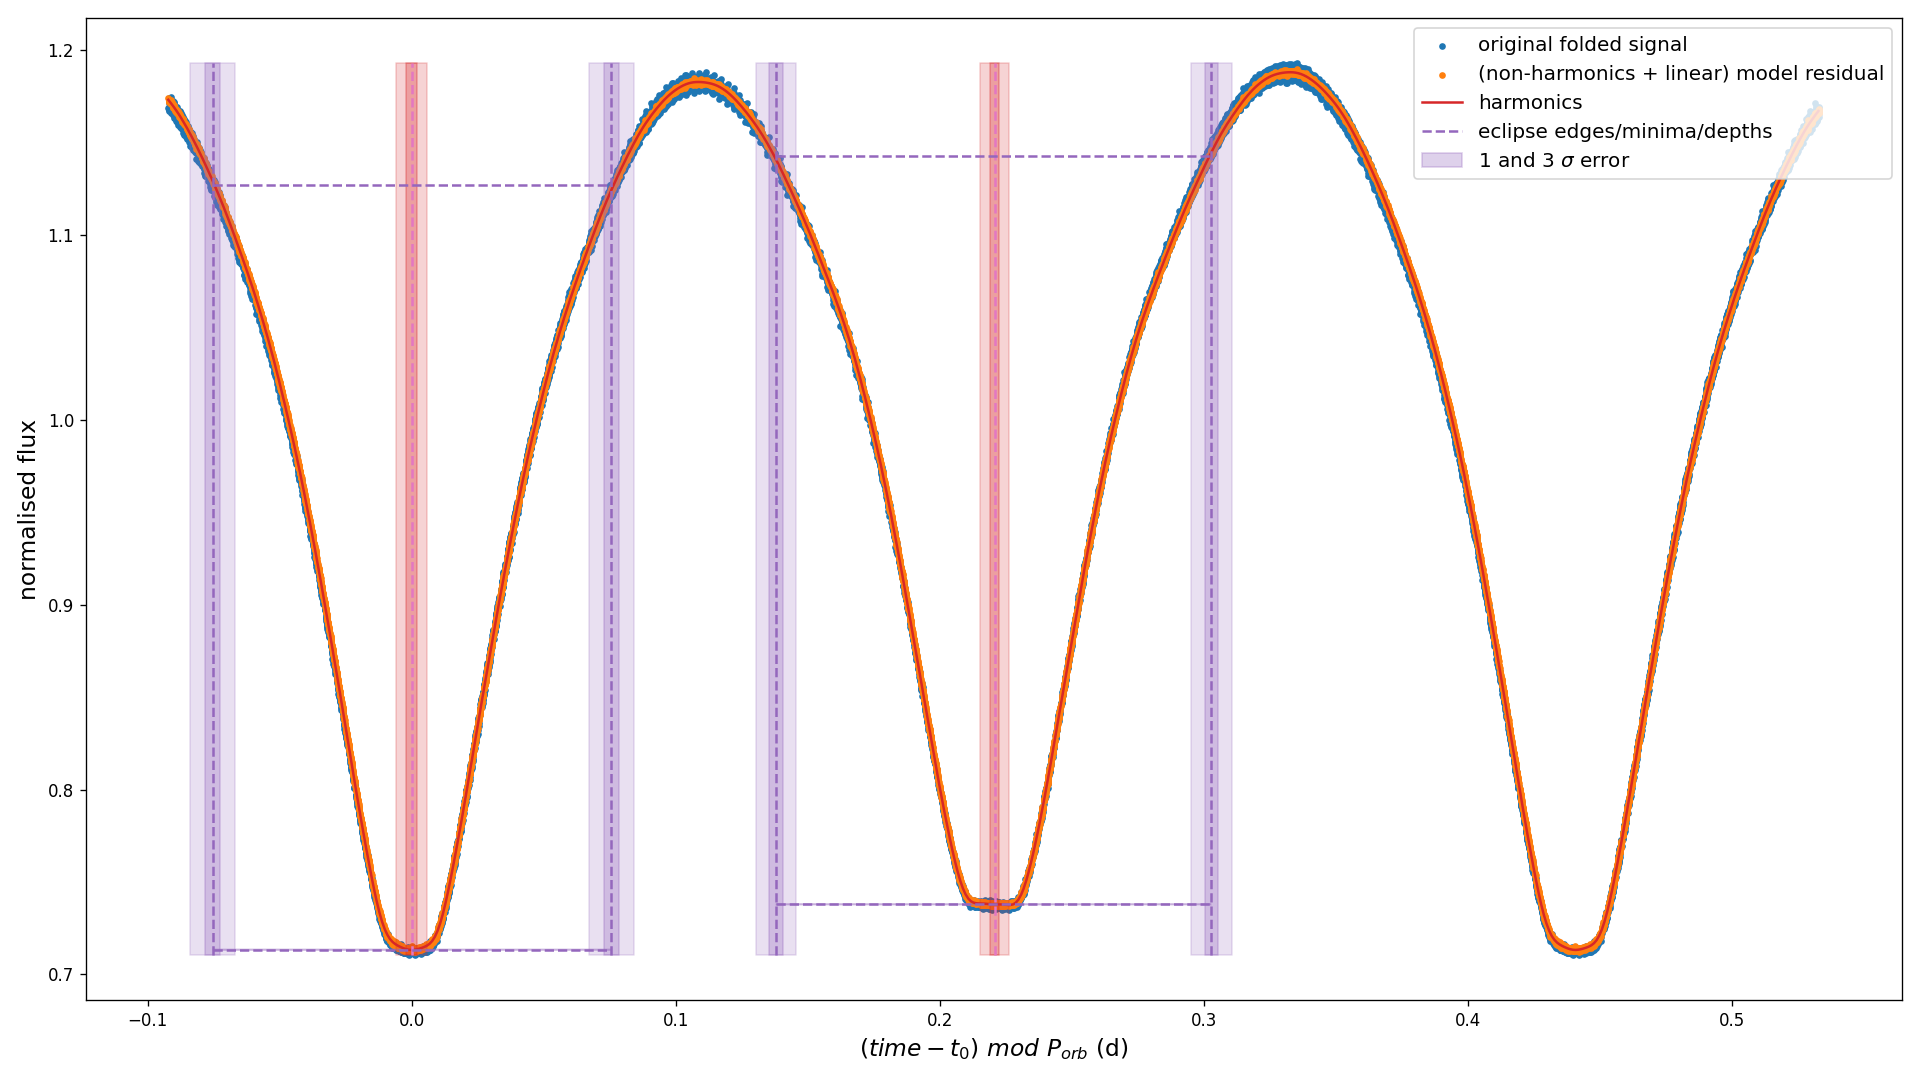 original folded signal
(non-harmonics + linear) model residual
harmonics
eclipse edges/minima/depths
1 and 3 σ error
normalised flux
1.2
1.1
1.0
0.9
0.8
0.7
−0.1 0.0 0.1 0.2 0.3 0.4 0.5
(time − t₀) mod Pₒᵣ₆ (d)